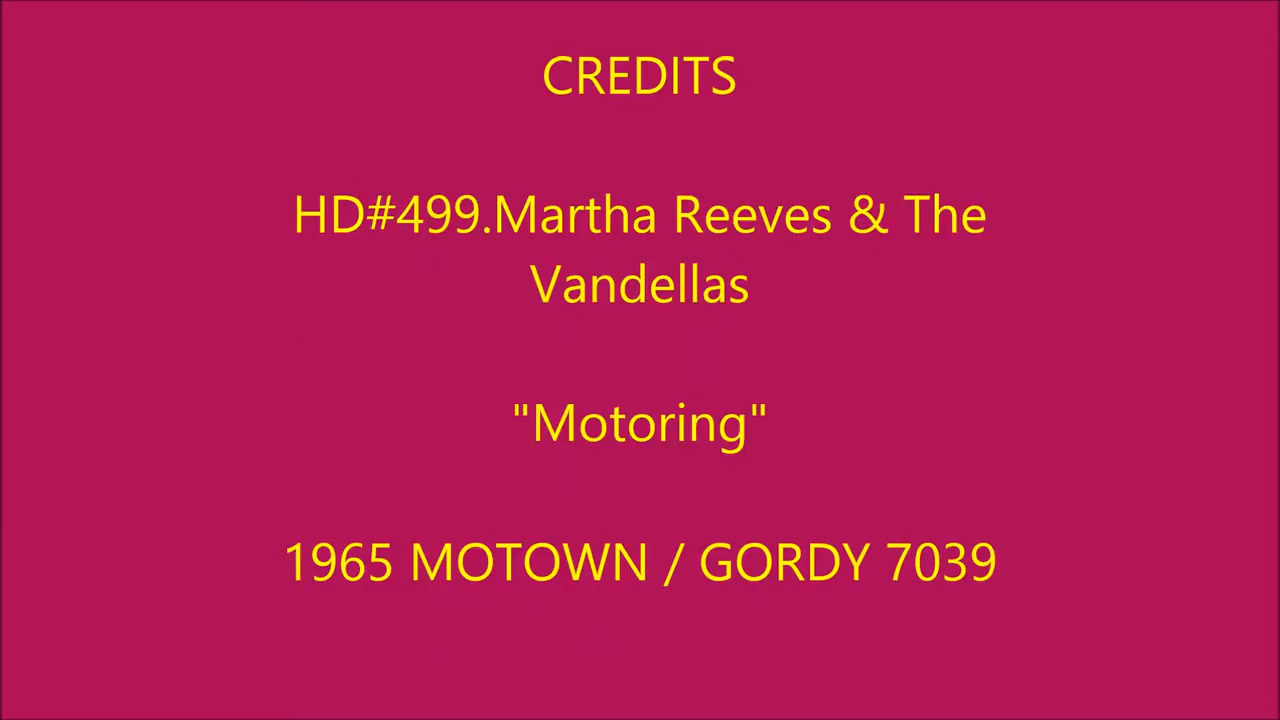 CREDITS
HD#499.Martha Reeves & The
Vandellas
"Motoring"
1965 MOTOWN / GORDY 7039